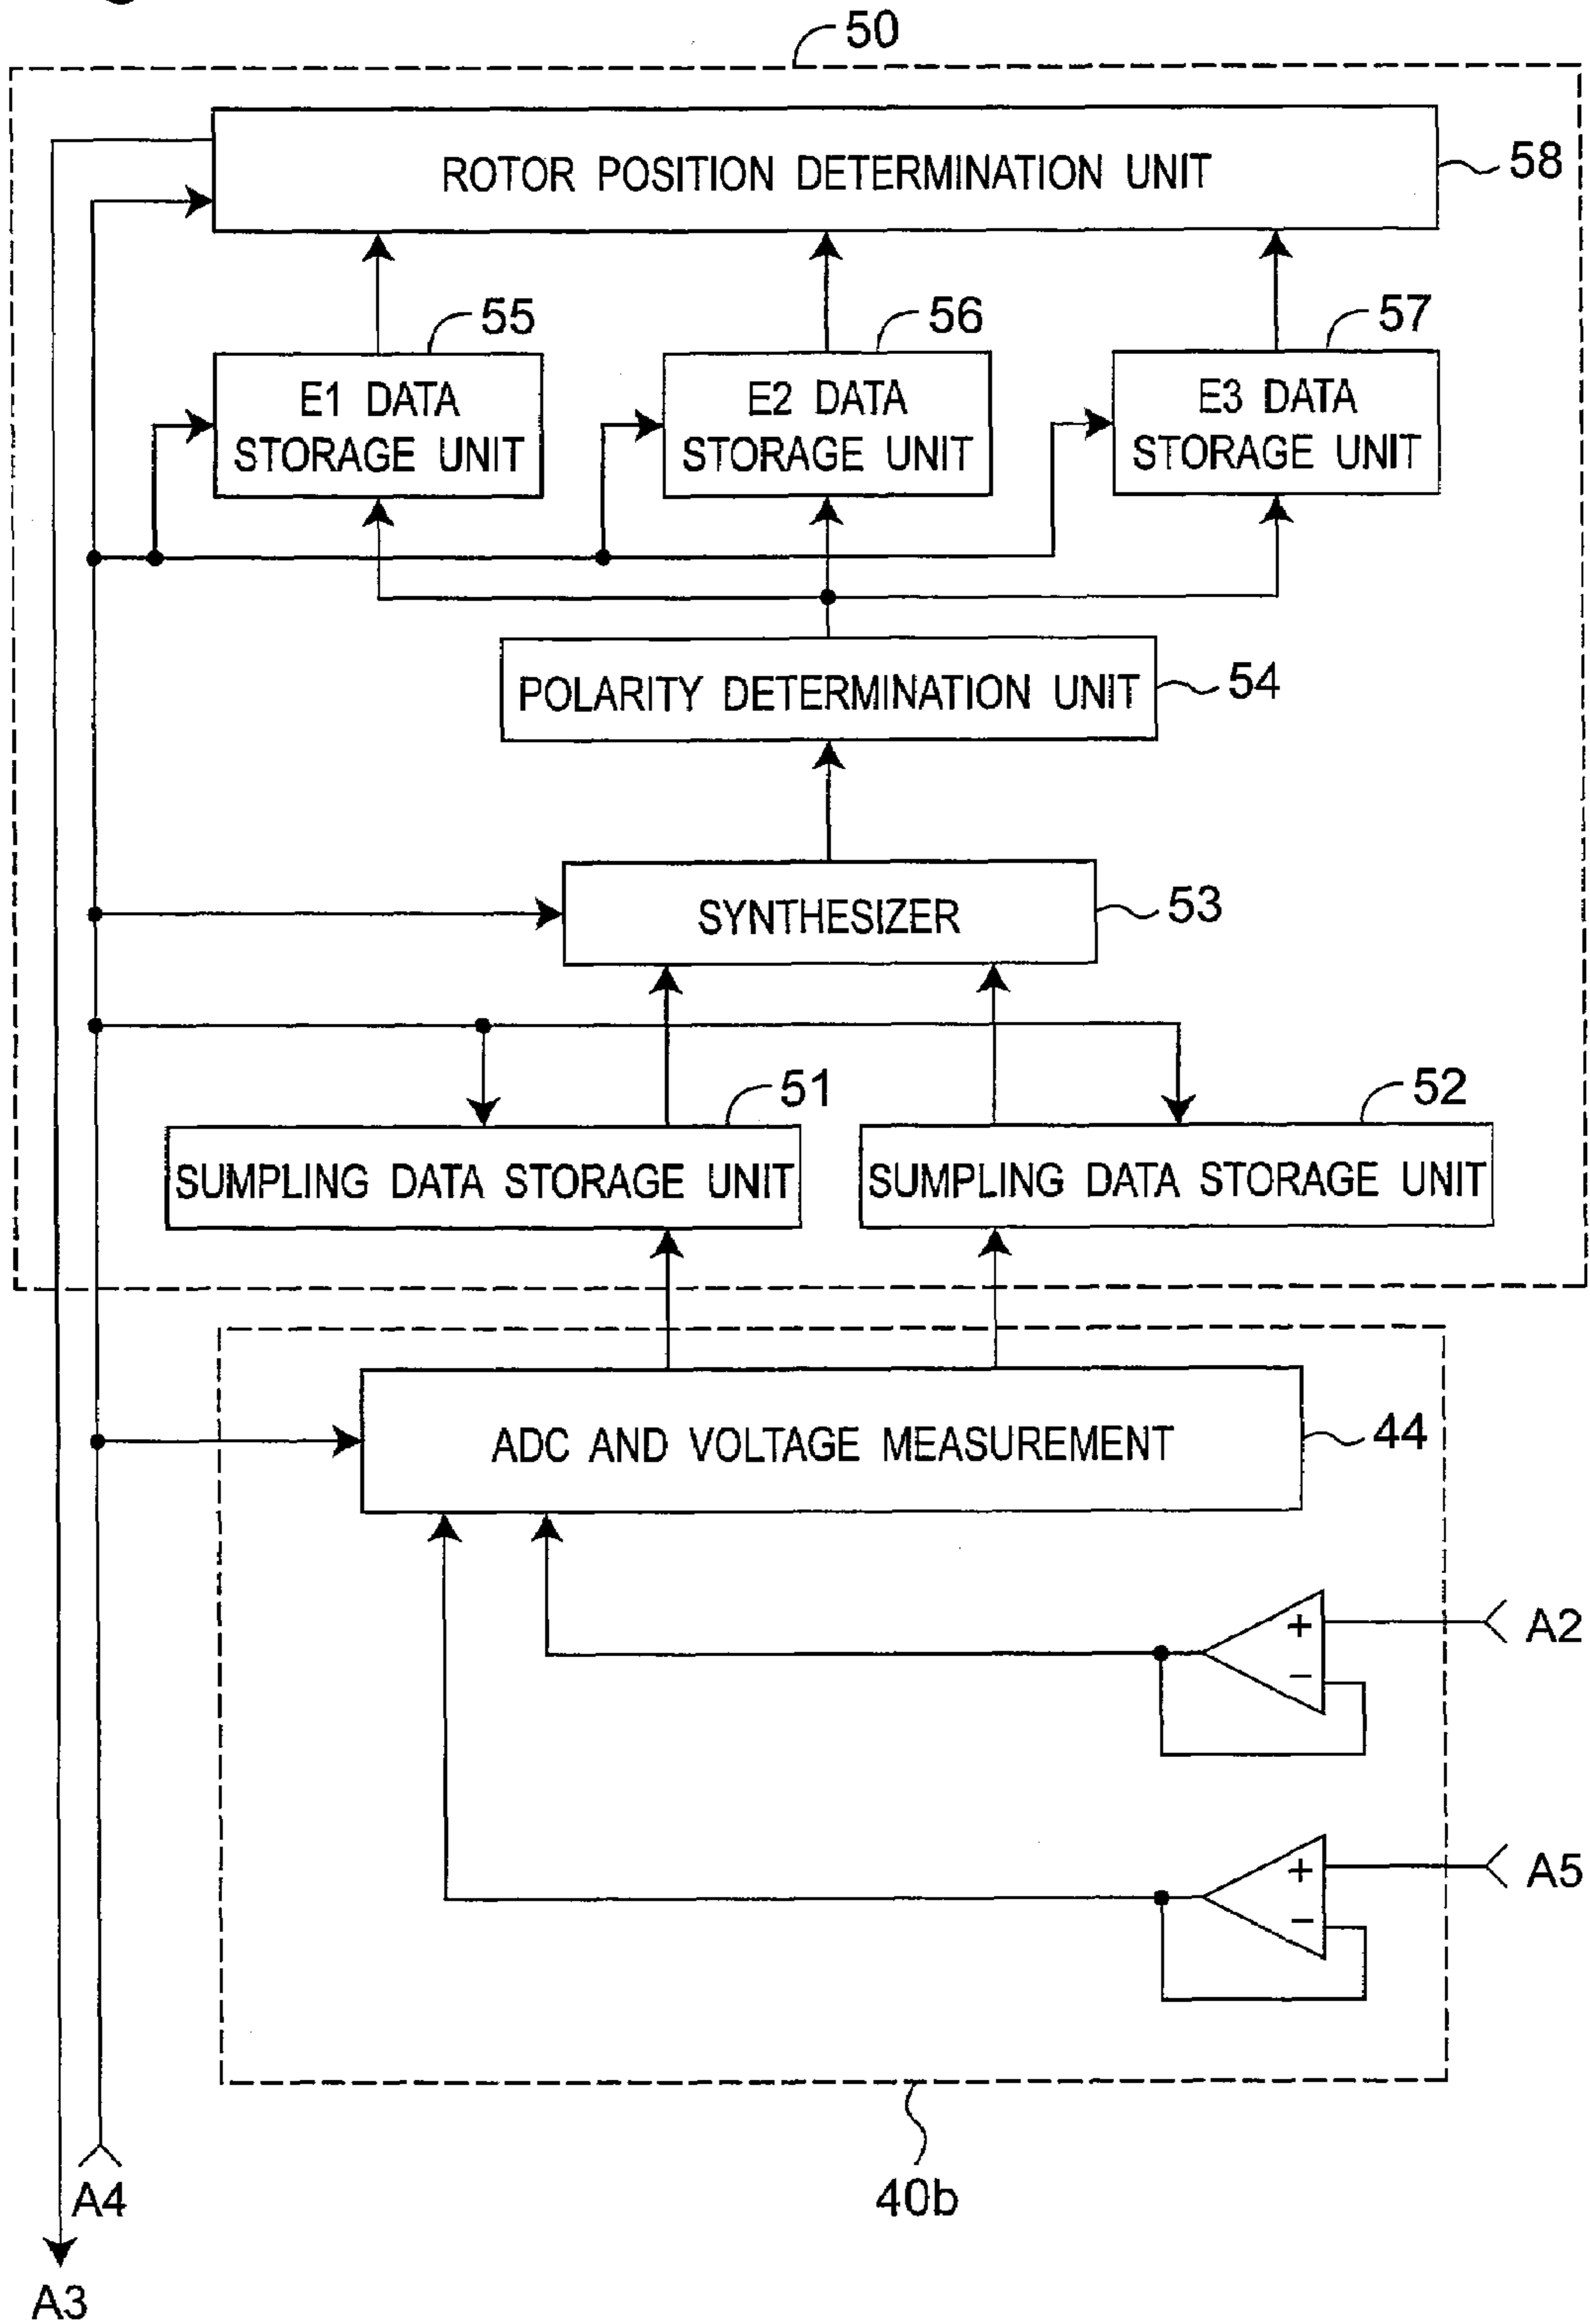 50
ROTOR POSITION DETERMINATION UNIT
58
55
56
57
E1 DATA
STORAGE UNIT
E2 DATA
STORAGE UNIT
E3 DATA
STORAGE UNIT
POLARITY DETERMINATION UNIT
54
SYNTHESIZER
53
51
52
SUMPLING DATA STORAGE UNIT
SUMPLING DATA STORAGE UNIT
ADC AND VOLTAGE MEASUREMENT
44
+
−
A2
+
−
A5
A4
40b
A3